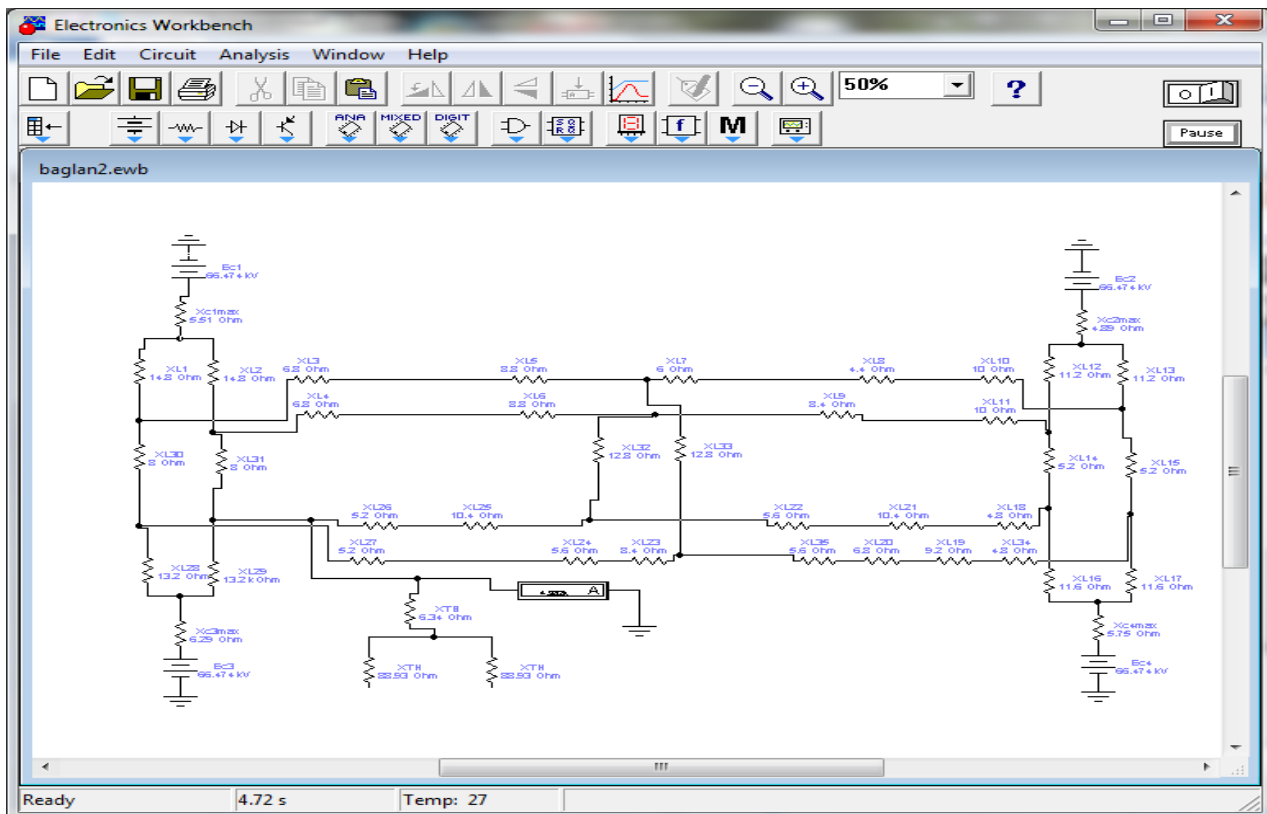 Electronics Workbench
File Edit Circuit Analysis Window Help
50%
?
ANA MIXED DIGIT
f M
Pause
baglan2.ewb
Ec1
66.474 kV
Ec2
66.474 kV
Xc1max
5.51 Ohm
Xc2max
4.89 Ohm
XL1
14.8 Ohm
XL2
14.8 Ohm
XL3
6.8 Ohm
XL5
8.8 Ohm
XL7
6 Ohm
XL8
4.4 Ohm
XL10
10 Ohm
XL12
11.2 Ohm
XL13
11.2 Ohm
XL4
6.8 Ohm
XL6
8.8 Ohm
XL9
8.4 Ohm
XL11
10 Ohm
XL30
8 Ohm
XL31
8 Ohm
XL32
12.8 Ohm
XL33
12.8 Ohm
XL14
5.2 Ohm
XL15
5.2 Ohm
XL26
5.2 Ohm
XL25
10.4 Ohm
XL22
5.6 Ohm
XL21
10.4 Ohm
XL18
4.8 Ohm
XL27
5.2 Ohm
XL24
5.6 Ohm
XL23
8.4 Ohm
XL35
5.6 Ohm
XL20
6.8 Ohm
XL19
9.2 Ohm
XL34
4.8 Ohm
XL28
13.2 Ohm
XL29
13.2 kOhm
A
XL16
11.6 Ohm
XL17
11.6 Ohm
6.34 Ohm
Xc3max
6.29 Ohm
Xc4max
5.75 Ohm
XTH
88.93 Ohm
XTH
88.93 Ohm
Ec3
66.474 kV
Ec4
66.474 kV
Ready 4.72 s Temp: 27